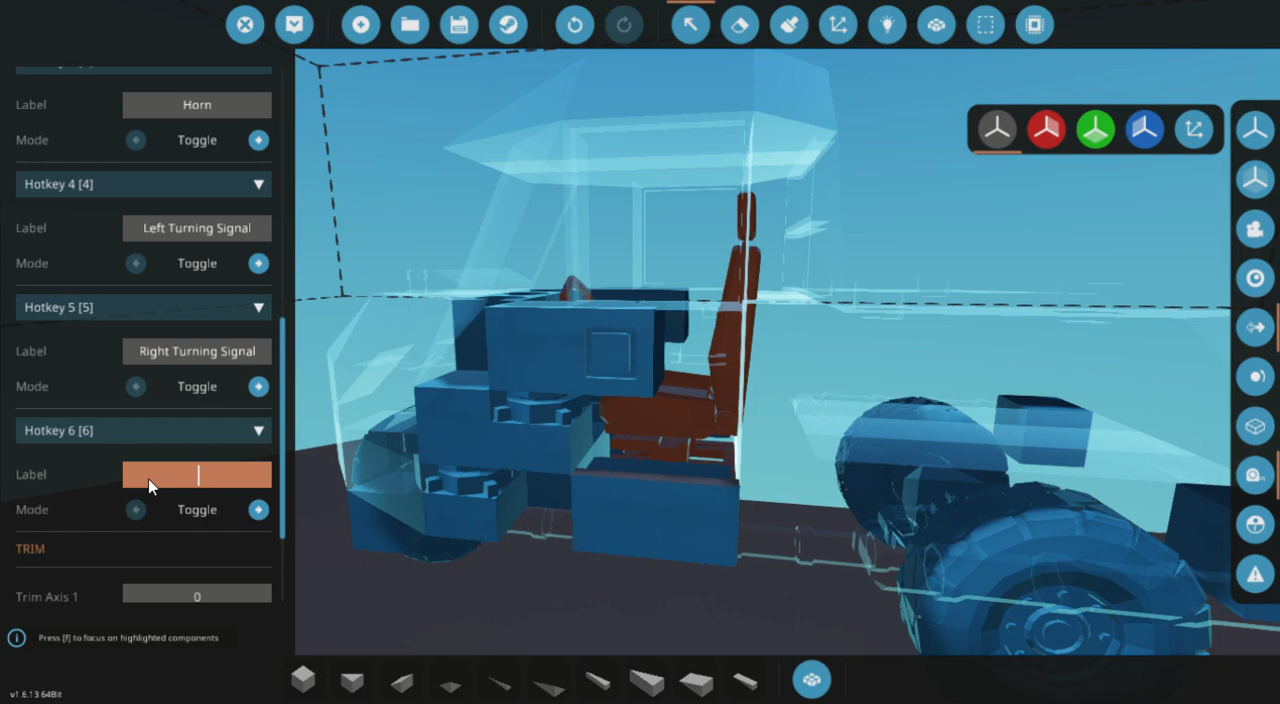 Label Horn
Mode Toggle
Hotkey 4 [4]
Label Left Turning Signal
Mode Toggle
Hotkey 5 [5]
Label Right Turning Signal
Mode Toggle
Hotkey 6 [6]
Label
Mode Toggle
TRIM
Trim Axis 1 0
Press [f] to focus on highlighted components
v1.6.13 64Bit